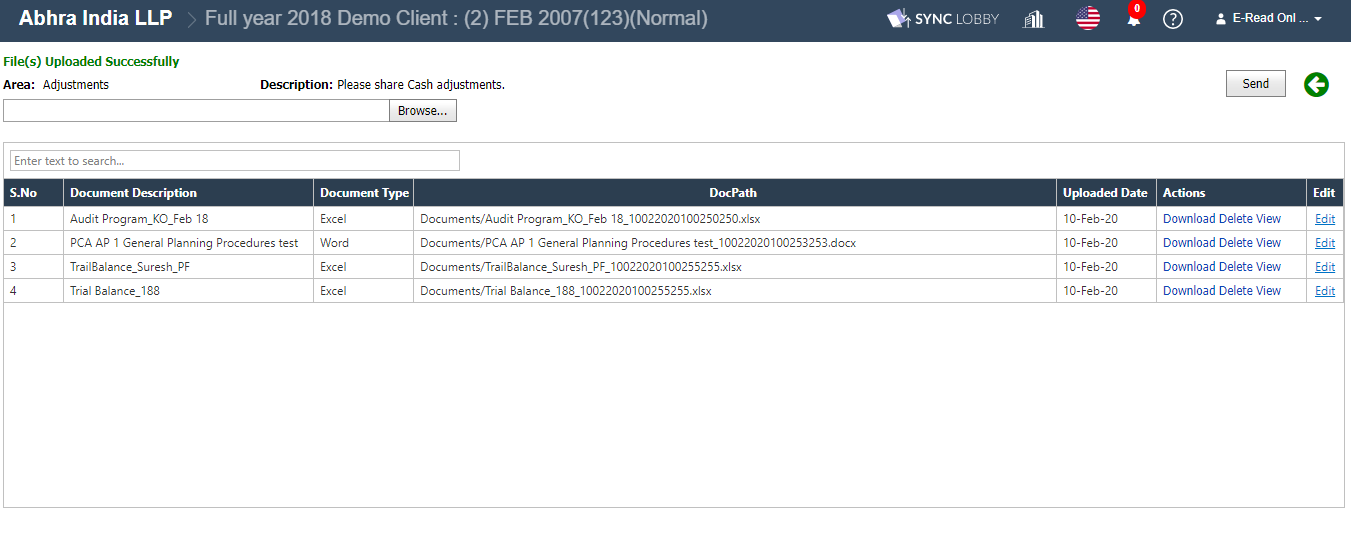 Abhra India LLP Full year 2018 Demo Client : (2) FEB 2007(123)(Normal) SYNC LOBBY 0 ? E-Read Onl ...
File(s) Uploaded Successfully
Area: Adjustments Description: Please share Cash adjustments. Send
Browse...
Enter text to search...
S.No Document Description Document Type DocPath Uploaded Date Actions Edit
1 Audit Program_KO_Feb 18 Excel Documents/Audit Program_KO_Feb 18_10022020100250250.xlsx 10-Feb-20 Download Delete View Edit
2 PCA AP 1 General Planning Procedures test Word Documents/PCA AP 1 General Planning Procedures test_10022020100253253.docx 10-Feb-20 Download Delete View Edit
3 TrailBalance_Suresh_PF Excel Documents/TrailBalance_Suresh_PF_10022020100255255.xlsx 10-Feb-20 Download Delete View Edit
4 Trial Balance_188 Excel Documents/Trial Balance_188_10022020100255255.xlsx 10-Feb-20 Download Delete View Edit